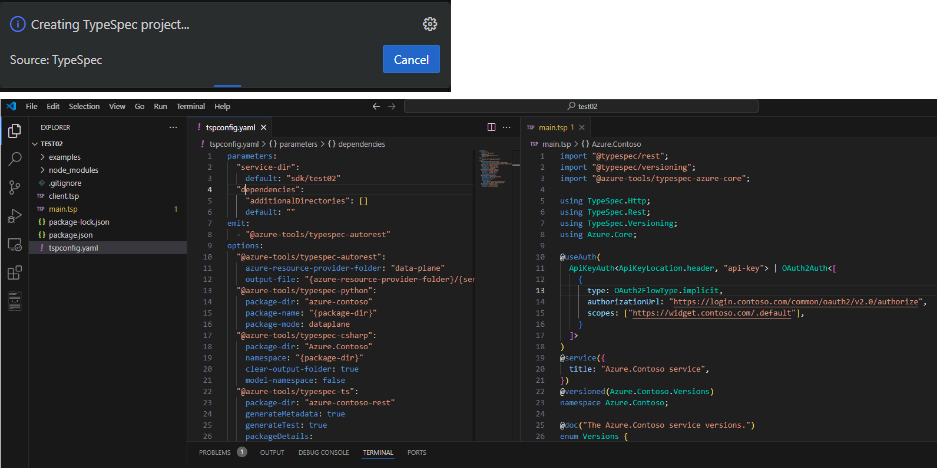 Creating TypeSpec project...
Source: TypeSpec
Cancel
File Edit Selection View Go Run Terminal Help
test02
EXPLORER
TEST02
examples
node_modules
.gitignore
client.tsp
main.tsp 1
package-lock.json
package.json
tspconfig.yaml
tspconfig.yaml
tspconfig.yaml > {} parameters > {} dependencies
1 parameters:
2 "service-dir":
3 default: "sdk/test02"
4 "dependencies":
5 "additionalDirectories": []
6 default: ""
7 emit:
8 - "@azure-tools/typespec-autorest"
9 options:
10 "@azure-tools/typespec-autorest":
11 azure-resource-provider-folder: "data-plane"
12 output-file: "{azure-resource-provider-folder}/{ser
13 "@azure-tools/typespec-python":
14 package-dir: "azure-contoso"
15 package-name: "{package-dir}"
16 package-mode: dataplane
17 "@azure-tools/typespec-csharp":
18 package-dir: "Azure.Contoso"
19 namespace: "{package-dir}"
20 clear-output-folder: true
21 model-namespace: false
22 "@azure-tools/typespec-ts":
23 package-dir: "azure-contoso-rest"
24 generateMetadata: true
25 generateTest: true
26 packageDetails:
TSP main.tsp 1
TSP main.tsp > {} Azure.Contoso
1 import "@typespec/rest";
2 import "@typespec/versioning";
3 import "@azure-tools/typespec-azure-core";
4
5 using TypeSpec.Http;
6 using TypeSpec.Rest;
7 using TypeSpec.Versioning;
8 using Azure.Core;
9
10 @useAuth(
11 ApiKeyAuth<ApiKeyLocation.header, "api-key"> | OAuth2Auth<[
12 {
13 type: OAuth2FlowType.implicit,
14 authorizationUrl: "https://login.contoso.com/common/oauth2/v2.0/authorize",
15 scopes: ["https://widget.contoso.com/.default"],
16 }
17 ]>
18 )
19 @service({
20 title: "Azure.Contoso service",
21 })
22 @versioned(Azure.Contoso.Versions)
23 namespace Azure.Contoso;
24
25 @doc("The Azure.Contoso service versions.")
26 enum Versions {
PROBLEMS 1 OUTPUT DEBUG CONSOLE TERMINAL PORTS